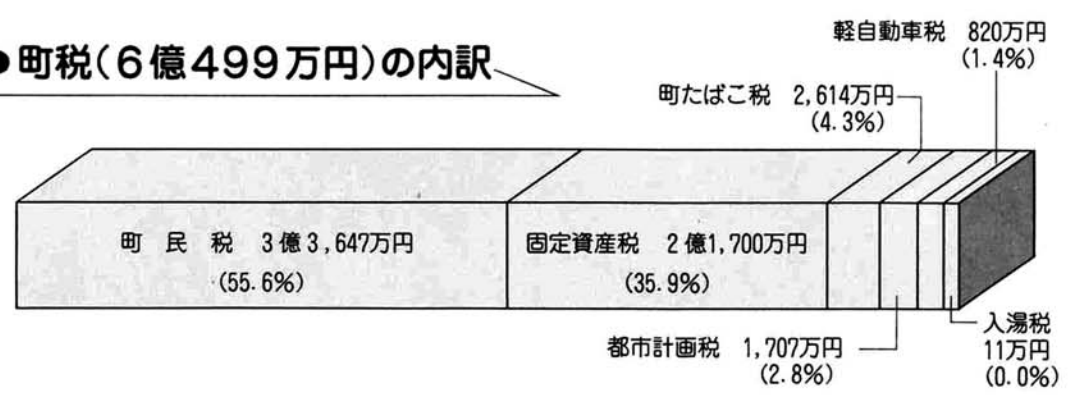 ●町税(6億499万円)の内訳
軽自動車税 820万円
(1.4%)
町たばこ税 2,614万円
(4.3%)
町民税 3億3,647万円
(55.6%)
固定資産税 2億1,700万円
(35.9%)
都市計画税 1,707万円
(2.8%)
入湯税
11万円
(0.0%)